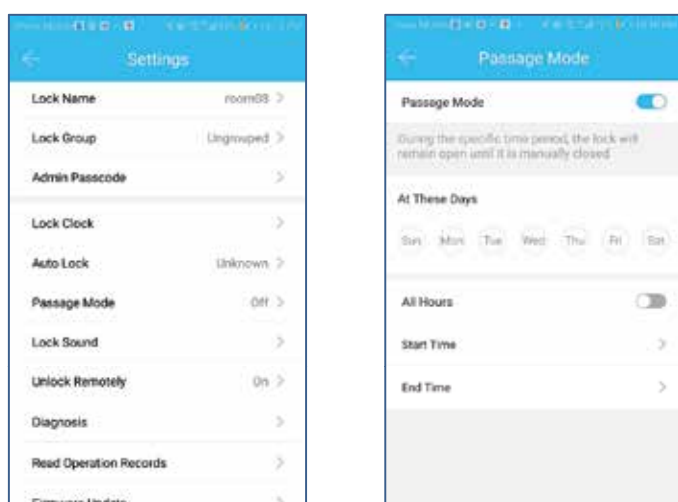 Settings
Lock Name room03 >
Lock Group Ungrouped >
Admin Passcode >
Lock Clock >
Auto Lock Unknown >
Passage Mode Off >
Lock Sound >
Unlock Remotely On >
Diagnosis >
Read Operation Records >
Firmware Update
Passage Mode
Passage Mode
During the specific time period, the lock will
remain open until it is manually closed
At These Days
Sun Mon Tue Wed Thu Fri Sat
All Hours
Start Time >
End Time >